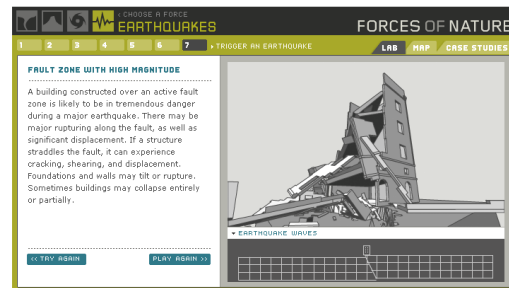 ‹ CHOOSE A FORCE
EARTHQUAKES
FORCES OF NATURE
1 2 3 4 5 6 7 ▸ TRIGGER AN EARTHQUAKE
LAB MAP CASE STUDIES
FAULT ZONE WITH HIGH MAGNITUDE
A building constructed over an active fault
zone is likely to be in tremendous danger
during a major earthquake. There may be
major rupturing along the fault, as well as
significant displacement. If a structure
straddles the fault, it can experience
cracking, shearing, and displacement.
Foundations and walls may tilt or rupture.
Sometimes buildings may collapse entirely
or partially.
<< TRY AGAIN
PLAY AGAIN >>
▾ EARTHQUAKE WAVES